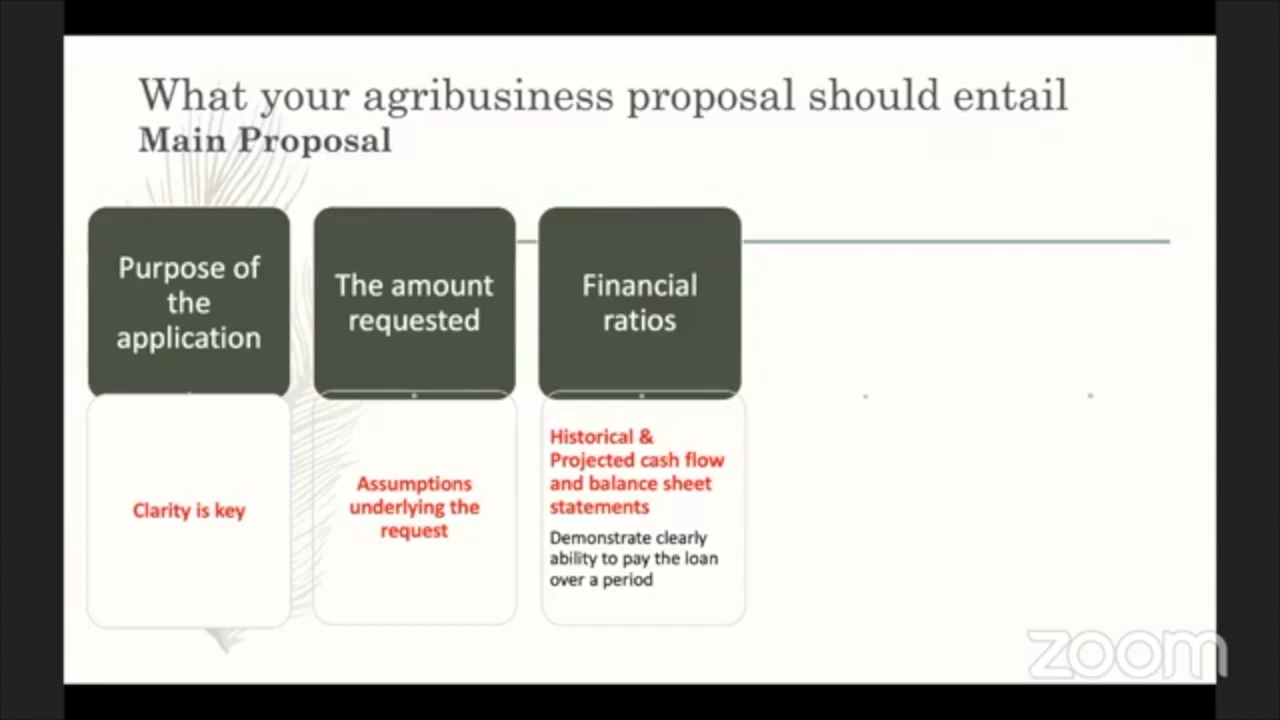 What your agribusiness proposal should entail
Main Proposal
Purpose of
the
application
The amount
requested
Financial
ratios
Clarity is key
Assumptions
underlying the
request
Historical &
Projected cash flow
and balance sheet
statements
Demonstrate clearly
ability to pay the loan
over a period
zoom